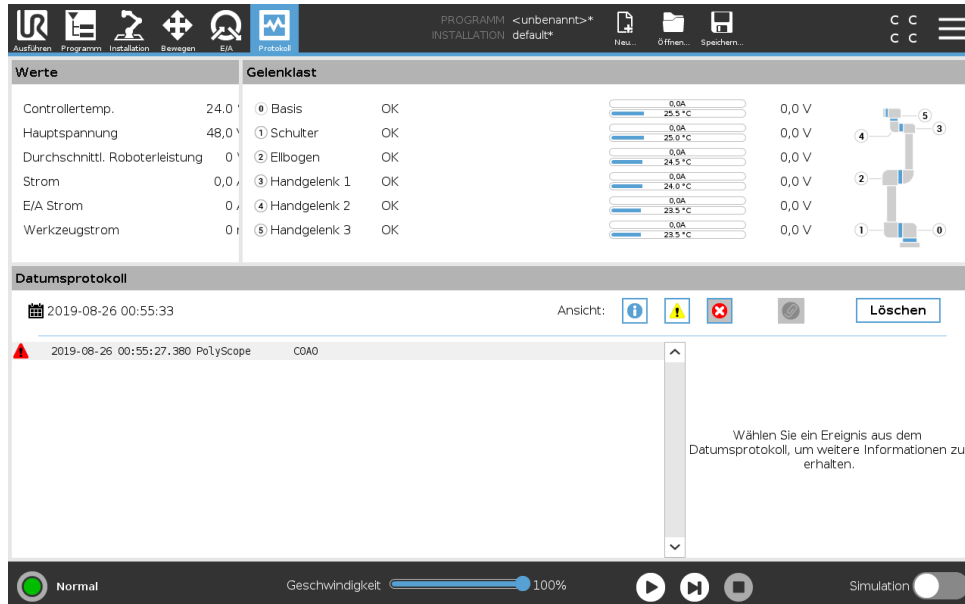 UR
PROGRAMM <unbenannt>*
INSTALLATION default*
C C
C C
Ausführen Programm Installation Bewegen E/A Protokoll Neu... Öffnen... Speichern...
Werte Gelenklast
Controllertemp. 24.0 0 Basis OK 0,0A 25.5 °C 0,0 V
Hauptspannung 48,0 1 Schulter OK 0,0A 25.0 °C 0,0 V
Durchschnittl. Roboterleistung 0 2 Ellbogen OK 0,0A 24.5 °C 0,0 V
Strom 0,0 3 Handgelenk 1 OK 0,0A 24.0 °C 0,0 V
E/A Strom 0 4 Handgelenk 2 OK 0,0A 23.5 °C 0,0 V
Werkzeugstrom 0 5 Handgelenk 3 OK 0,0A 23.5 °C 0,0 V
5
3
4
2
1 0
Datumsprotokoll
2019-08-26 00:55:33 Ansicht: Löschen
2019-08-26 00:55:27.380 PolyScope C0A0
Wählen Sie ein Ereignis aus dem
Datumsprotokoll, um weitere Informationen zu
erhalten.
Normal Geschwindigkeit 100% Simulation